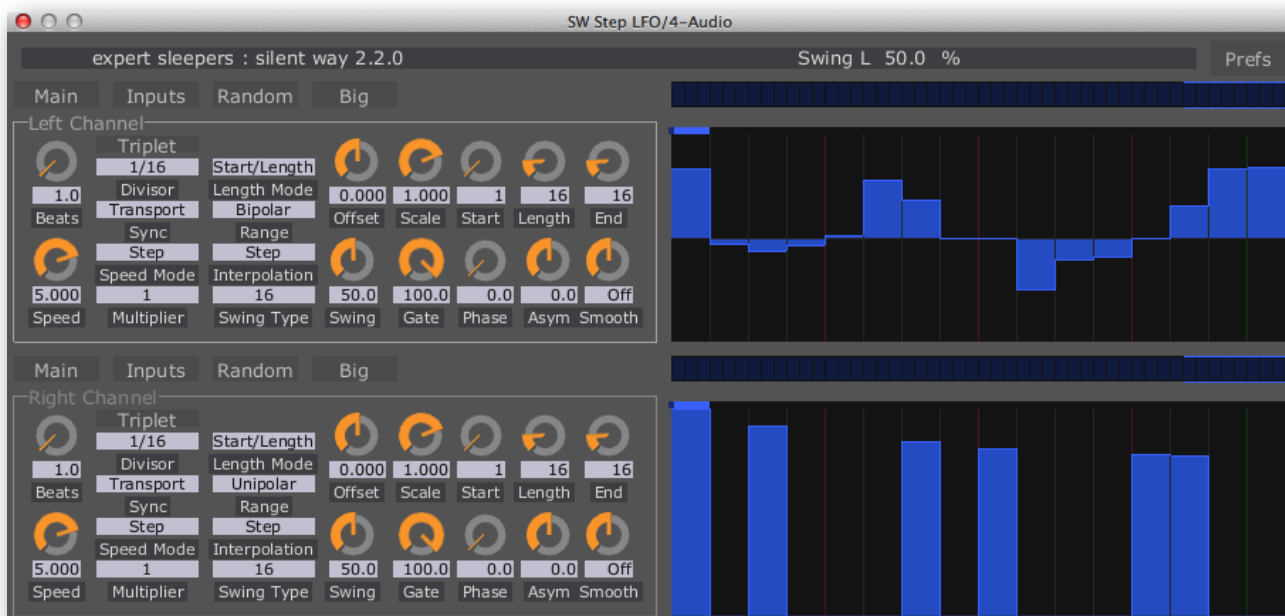 SW Step LFO/4-Audio
expert sleepers : silent way 2.2.0 Swing L 50.0 % Prefs
Main Inputs Random Big
Left Channel
Triplet
1/16 Start/Length
1.0 Divisor Length Mode 0.000 1.000 1 16 16
Beats Transport Bipolar Offset Scale Start Length End
Sync Range
Step Step
Speed Mode Interpolation
5.000 1 16 50.0 100.0 0.0 0.0 Off
Speed Multiplier Swing Type Swing Gate Phase Asym Smooth
Main Inputs Random Big
Right Channel
Triplet
1/16 Start/Length
1.0 Divisor Length Mode 0.000 1.000 1 16 16
Beats Transport Unipolar Offset Scale Start Length End
Sync Range
Step Step
Speed Mode Interpolation
5.000 1 16 50.0 100.0 0.0 0.0 Off
Speed Multiplier Swing Type Swing Gate Phase Asym Smooth